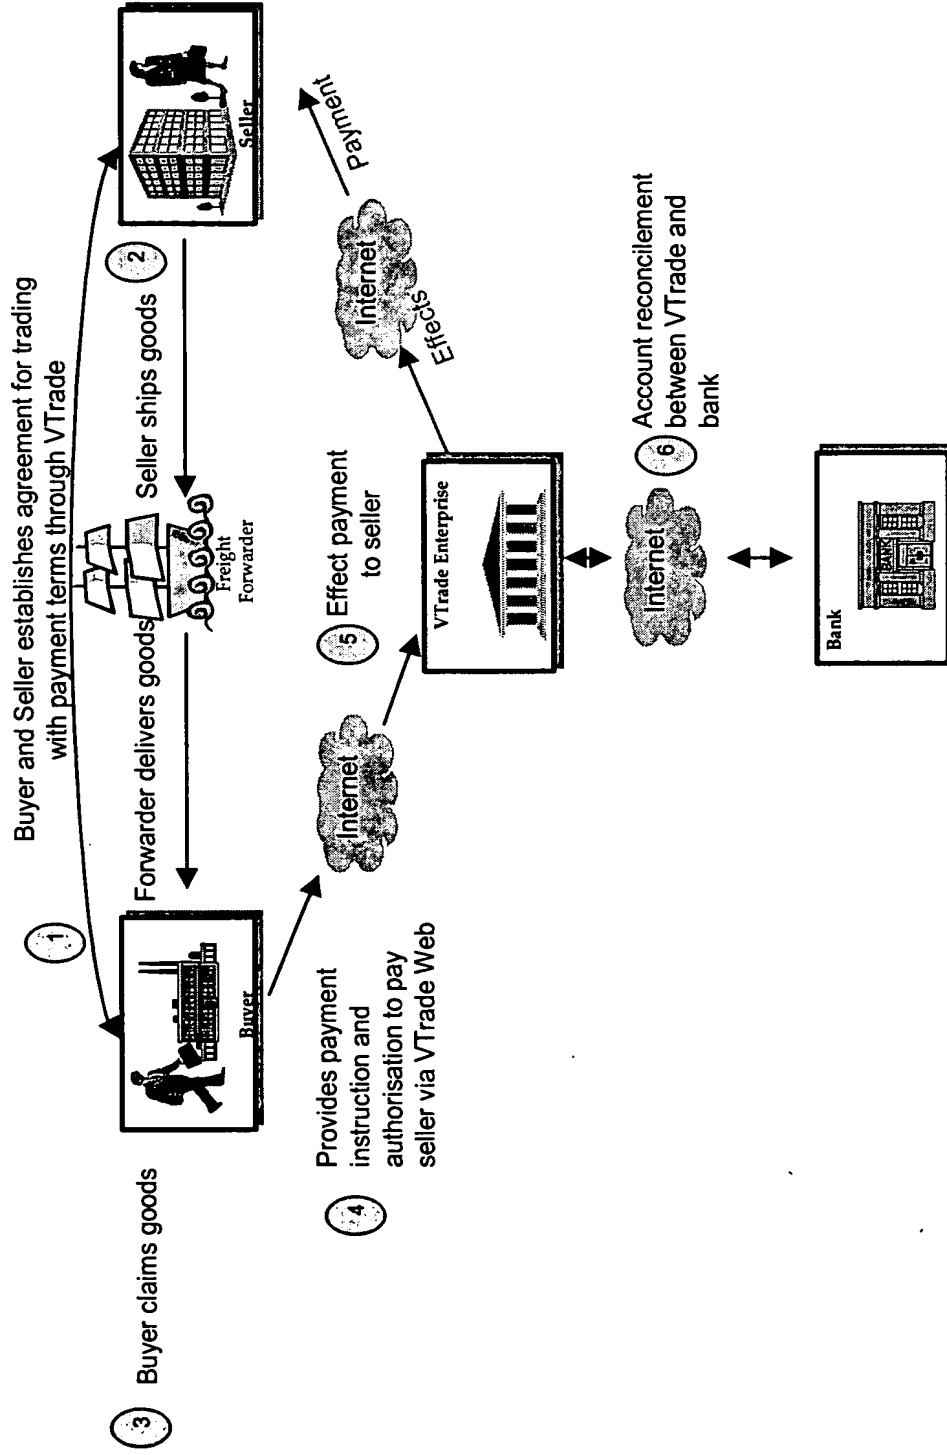 Buyer and Seller establishes agreement for trading
with payment terms through VTrade
1
2
Seller ships goods
Forwarder delivers goods
Freight
Forwarder
Seller
Buyer
3
Buyer claims goods
4
Provides payment
instruction and
authorisation to pay
seller via VTrade Web
Internet
5
Effect payment
to seller
VTrade Enterprise
Effects
Internet
Payment
Internet
6
Account reconcilement
between VTrade and
bank
Bank
BANK